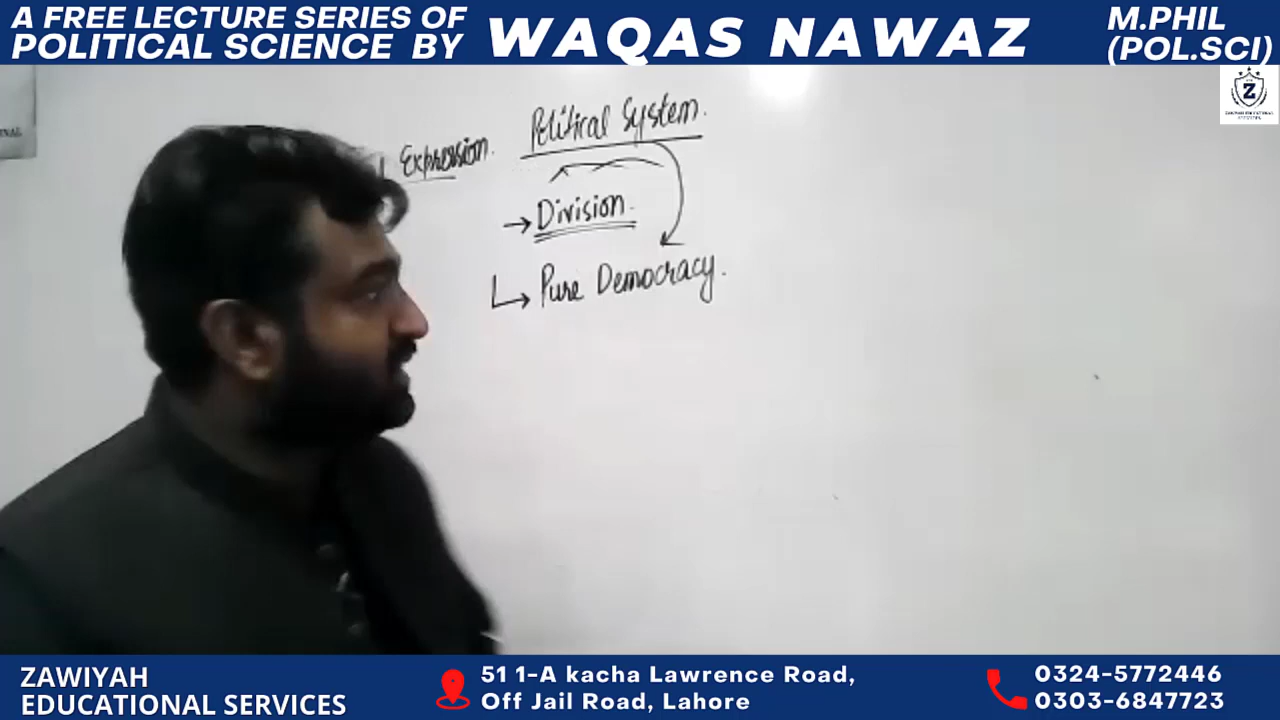 A FREE LECTURE SERIES OF
POLITICAL SCIENCE BY
WAQAS NAWAZ
M.PHIL
(POL.SCI)
Z
Political System.
Expression.
→ Division.
↳ Pure Democracy.
ZAWIYAH
EDUCATIONAL SERVICES
51 1-A kacha Lawrence Road,
Off Jail Road, Lahore
0324-5772446
0303-6847723